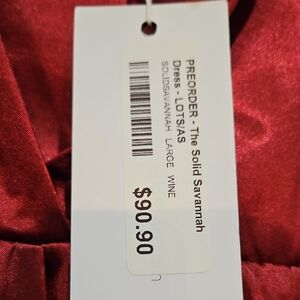 PREORDER - The Solid Savannah
Dress - LOTS/AS
SOLIDSAVANNAH LARGE WINE
$90.90